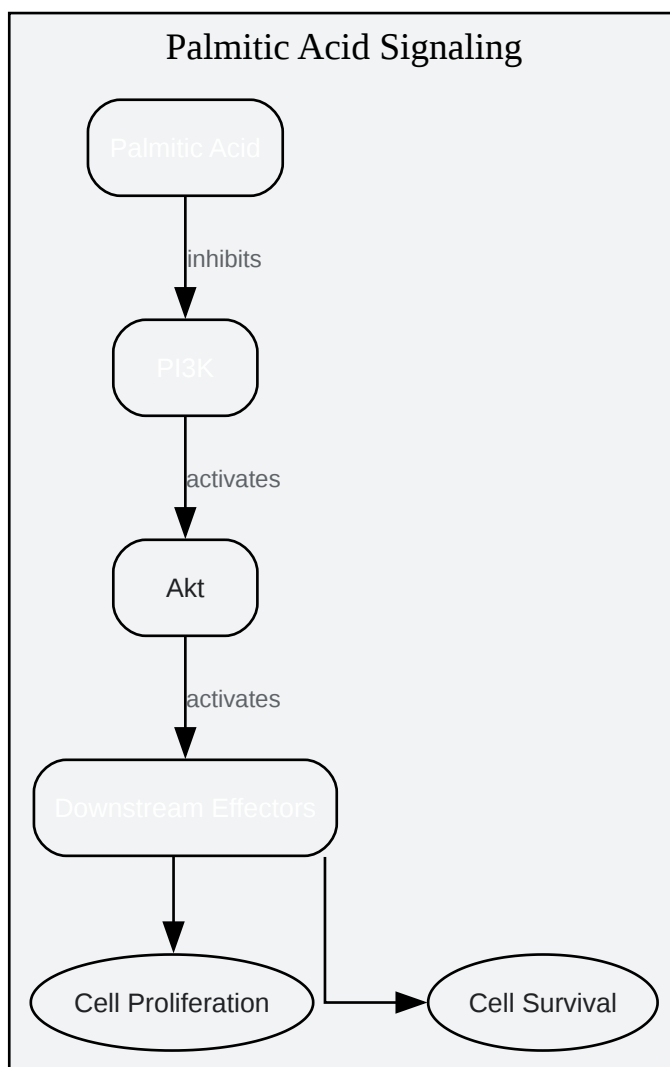 Palmitic Acid Signaling
Palmitic Acid
inhibits
PI3K
activates
Akt
activates
Downstream Effectors
Cell Proliferation
Cell Survival